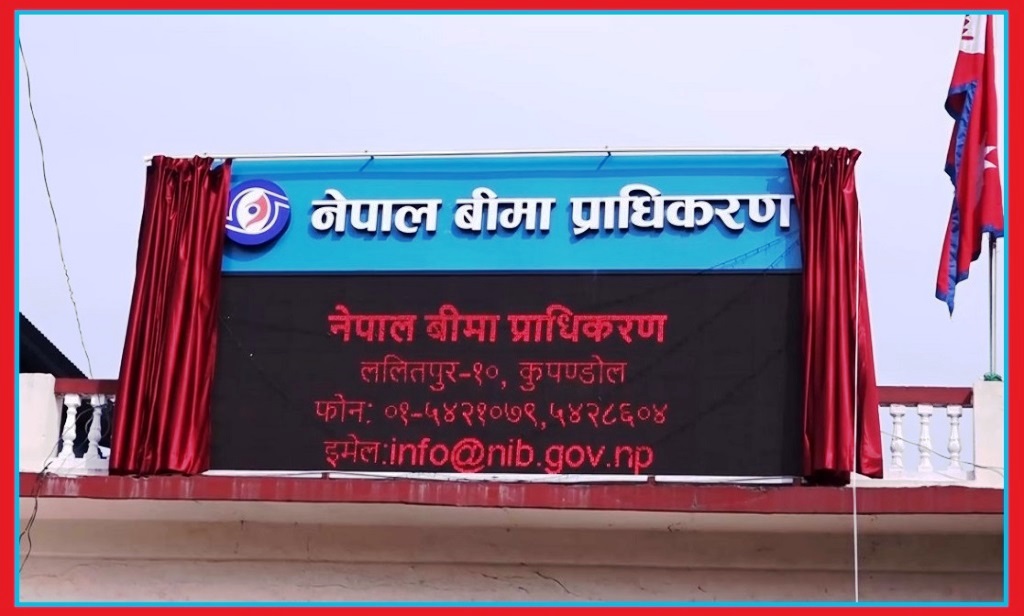 नेपाल बीमा प्राधिकरण
नेपाल बीमा प्राधिकरण
ललितपुर-१०, कुपण्डोल
फोन: ०१-५४२१०७९,५४२८६०४
इमेल:info@nib.gov.np